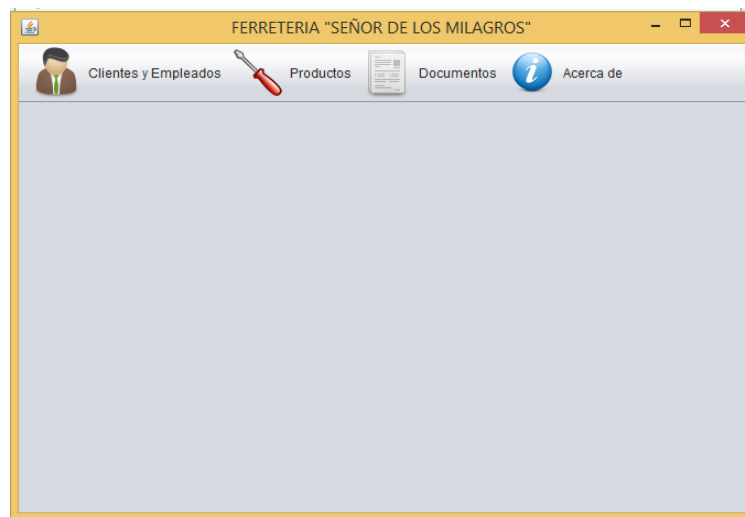 FERRETERIA "SEÑOR DE LOS MILAGROS"
Clientes y Empleados Productos Documentos Acerca de